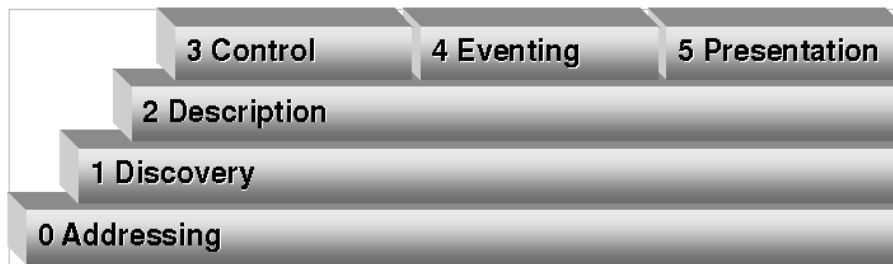 3 Control 4 Eventing 5 Presentation
2 Description
1 Discovery
0 Addressing